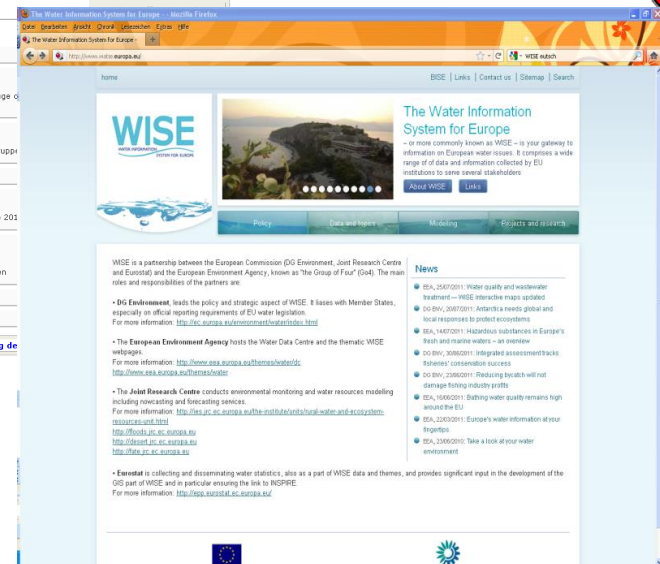 The Water Information System for Europe - - Mozilla Firefox
Datei Bearbeiten Ansicht Chronik Lesezeichen Extras Hilfe
The Water Information System for Europe -
http://www.water.europa.eu/
WISE eutsch
home
BISE | Links | Contact us | Sitemap | Search
WISE
WATER INFORMATION
SYSTEM FOR EUROPE
The Water Information
System for Europe
– or more commonly known as WISE – is your gateway to
information on European water issues. It comprises a wide
range of of data and information collected by EU
institutions to serve several stakeholders
About WISE Links
Policy Data and topics Modelling Projects and research
WISE is a partnership between the European Commission (DG Environment, Joint Research Centre
and Eurostat) and the European Environment Agency, known as "the Group of Four" (Go4). The main
roles and responsibilities of the partners are:
• DG Environment, leads the policy and strategic aspect of WISE. It liases with Member States,
especially on official reporting requirements of EU water legislation.
For more information: http://ec.europa.eu/environment/water/index.html
• The European Environment Agency hosts the Water Data Centre and the thematic WISE
webpages.
For more information: http://www.eea.europa.eu/themes/water/dc
http://www.eea.europa.eu/themes/water
• The Joint Research Centre conducts environmental monitoring and water resources modelling
including nowcasting and forecasting services.
For more information: http://ies.jrc.ec.europa.eu/the-institute/units/rural-water-and-ecosystem-
resources-unit.html
http://floods.jrc.ec.europa.eu
http://desert.jrc.ec.europa.eu
http://fate.jrc.ec.europa.eu
• Eurostat is collecting and disseminating water statistics, also as a part of WISE data and themes, and provides significant input in the development of the
GIS part of WISE and in particular ensuring the link to INSPIRE.
For more information: http://epp.eurostat.ec.europa.eu/
News
EEA, 25/07/2011: Water quality and wastewater
treatment — WISE interactive maps updated
DG ENV, 20/07/2011: Antarctica needs global and
local responses to protect ecosystems
EEA, 14/07/2011: Hazardous substances in Europe's
fresh and marine waters – an overview
DG ENV, 30/06/2011: Integrated assessment tracks
fisheries' conservation success
DG ENV, 23/06/2011: Reducing bycatch will not
damage fishing industry profits
EEA, 16/06/2011: Bathing water quality remains high
around the EU
EEA, 22/03/2011: Europe's water information at your
fingertips
EEA, 23/06/2010: Take a look at your water
environment